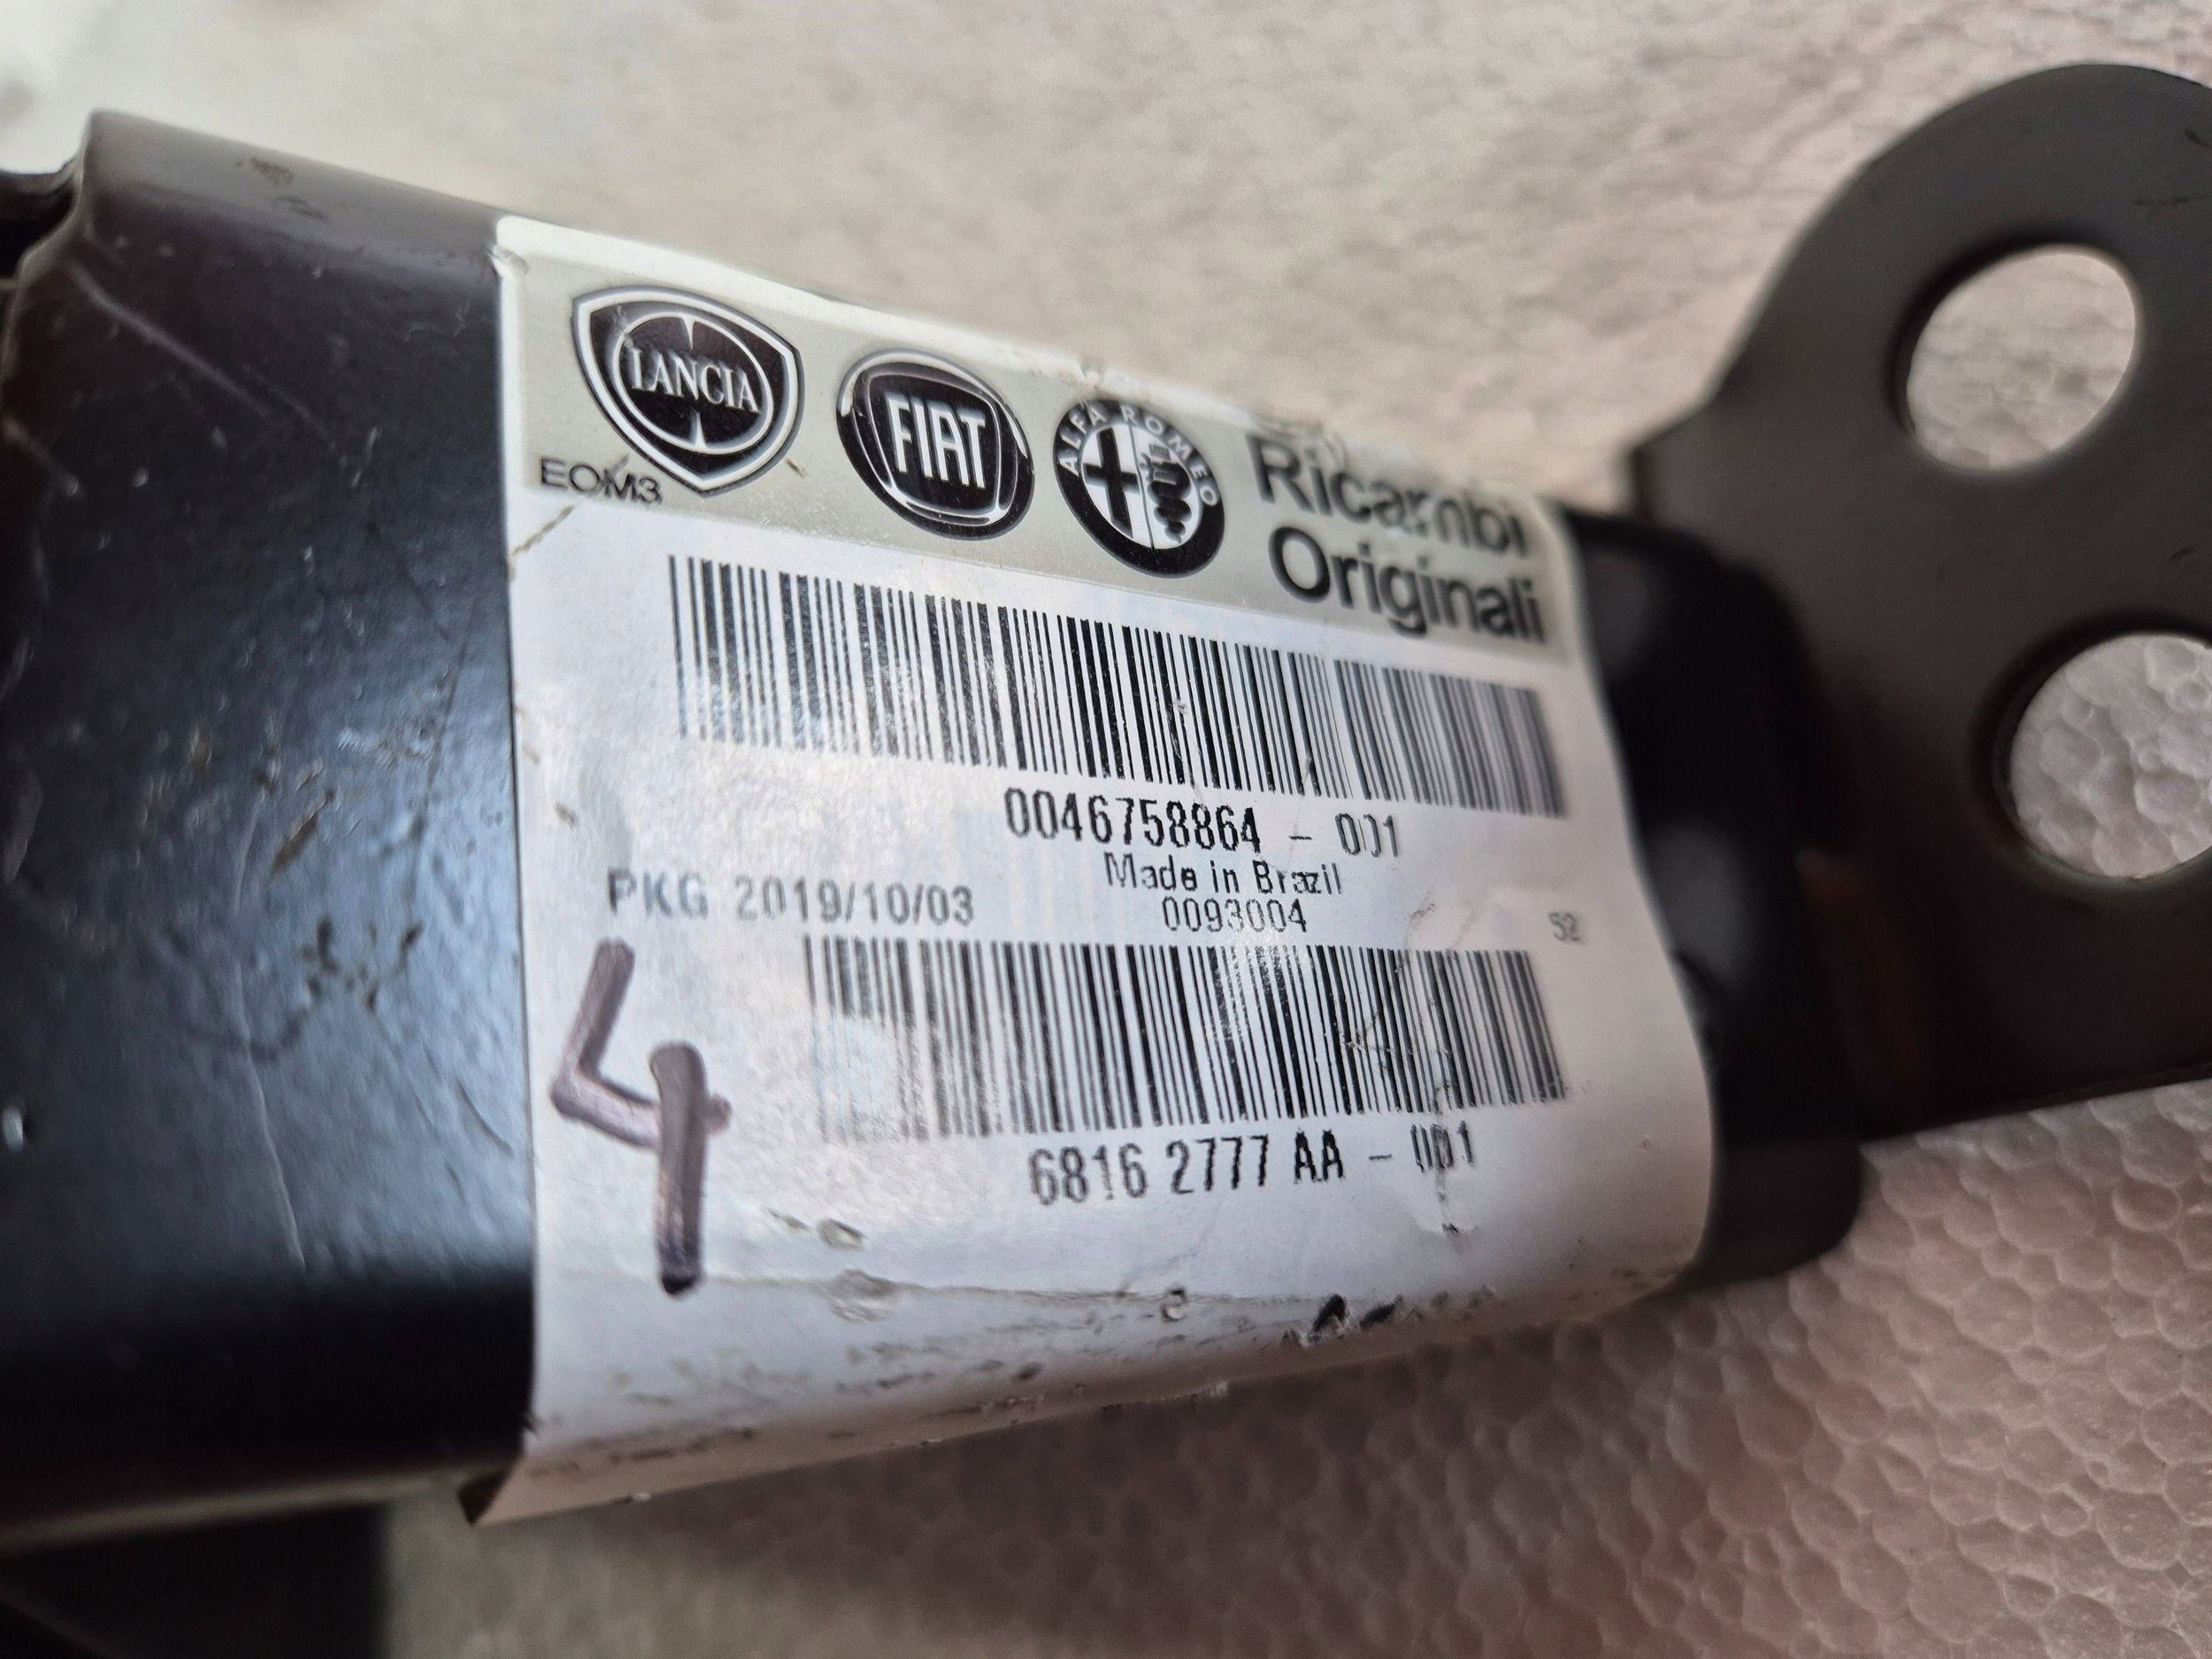 LANCIA
FIAT
ALFA ROMEO
Ricambi
Originali
EOM3
0046758864 - 001
Made in Brazil
PKG 2019/10/03
0093004
52
4
6816 2777 AA - 001